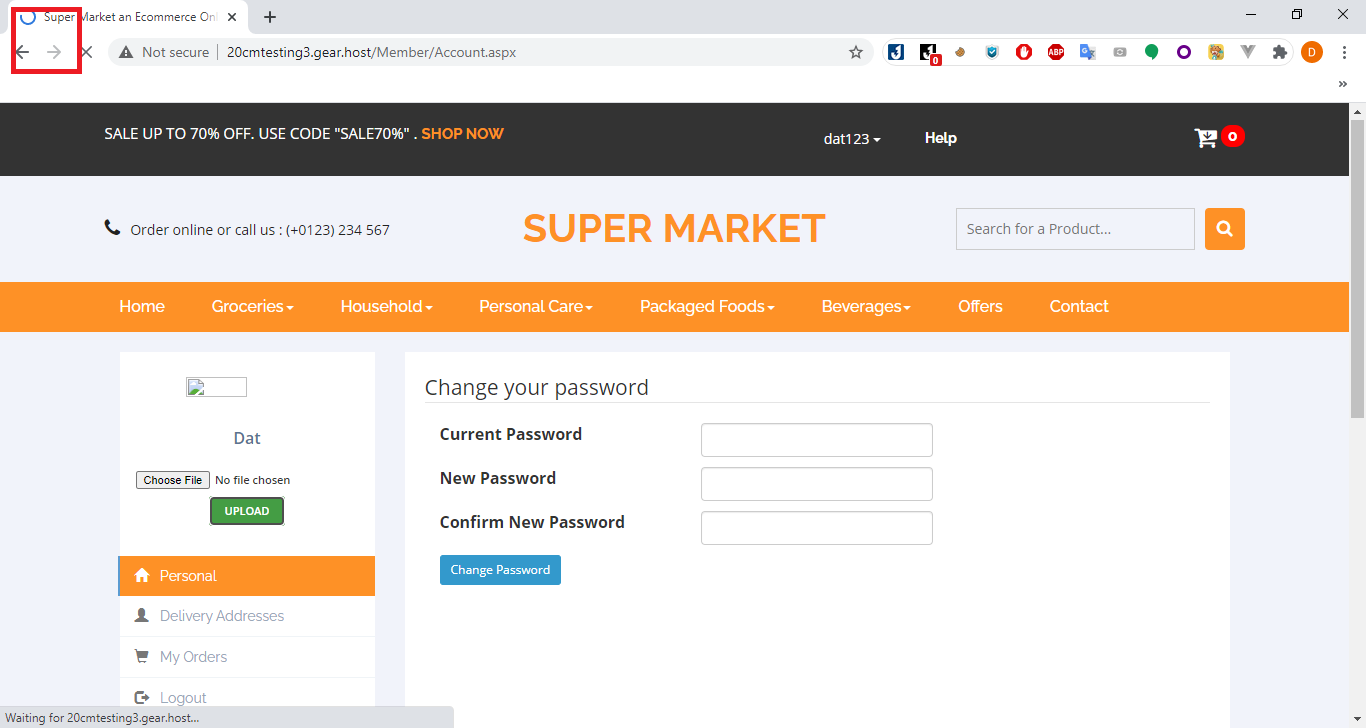 Super Market an Ecommerce Onl
Not secure
20cmtesting3.gear.host/Member/Account.aspx
ABP
0
D
SALE UP TO 70% OFF. USE CODE "SALE70%" . SHOP NOW
dat123
Help
0
Order online or call us : (+0123) 234 567
SUPER MARKET
Search for a Product...
Home
Groceries
Household
Personal Care
Packaged Foods
Beverages
Offers
Contact
Dat
Choose File No file chosen
UPLOAD
Personal
Delivery Addresses
My Orders
Logout
Change your password
Current Password
New Password
Confirm New Password
Change Password
Waiting for 20cmtesting3.gear.host...